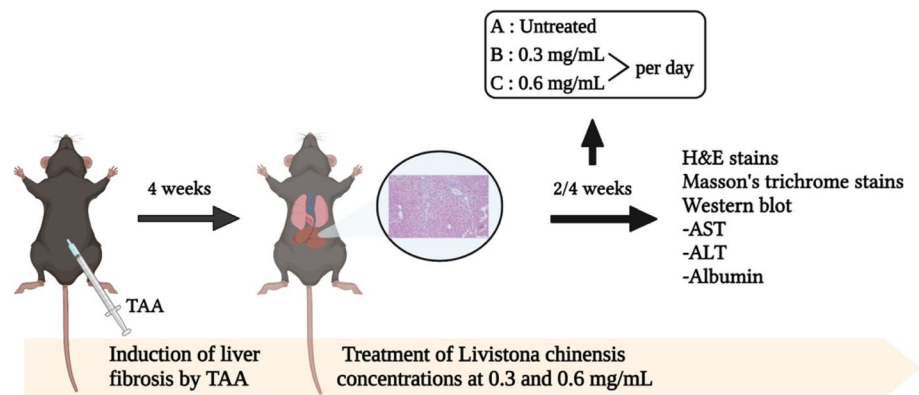 A : Untreated
B : 0.3 mg/mL
C : 0.6 mg/mL
per day
4 weeks
2/4 weeks
H&E stains
Masson's trichrome stains
Western blot
-AST
-ALT
-Albumin
TAA
Induction of liver
fibrosis by TAA
Treatment of Livistona chinensis
concentrations at 0.3 and 0.6 mg/mL